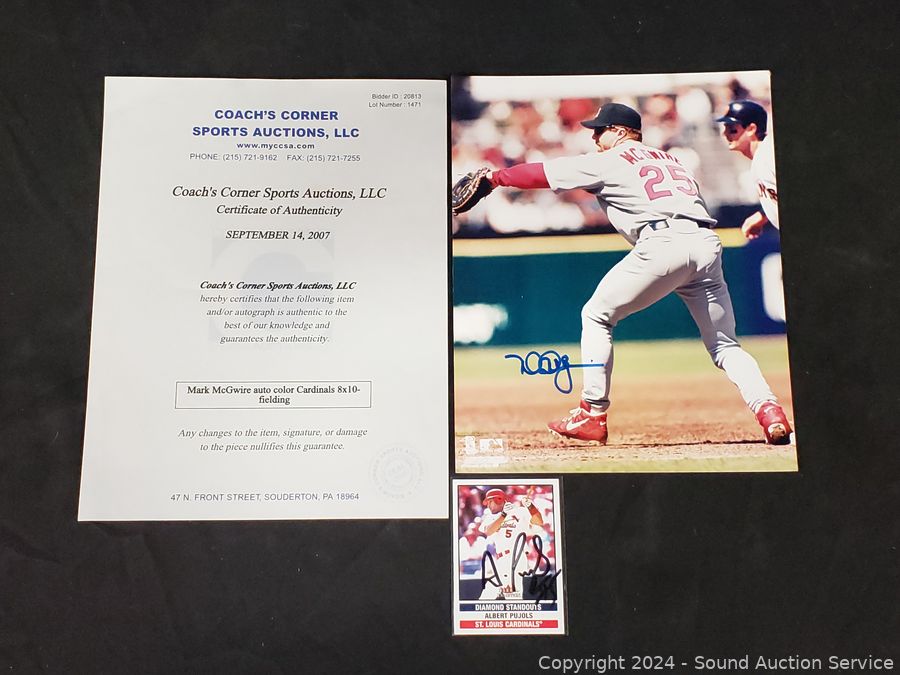 Bidder ID : 20813
Lot Number : 1471
COACH'S CORNER
SPORTS AUCTIONS, LLC
www.myccsa.com
PHONE: (215) 721-9162 FAX: (215) 721-7255
Coach's Corner Sports Auctions, LLC
Certificate of Authenticity
SEPTEMBER 14, 2007
Coach's Corner Sports Auctions, LLC
hereby certifies that the following item
and/or autograph is authentic to the
best of our knowledge and
guarantees the authenticity.
Mark McGwire auto color Cardinals 8x10-
fielding
Any changes to the item, signature, or damage
to the piece nullifies this guarantee.
47 N. FRONT STREET, SOUDERTON, PA 18964
MCGWIRE
25
5
DIAMOND STANDOUTS
ALBERT PUJOLS
ST. LOUIS CARDINALS®
Copyright © 2024 - Sound Auction Service